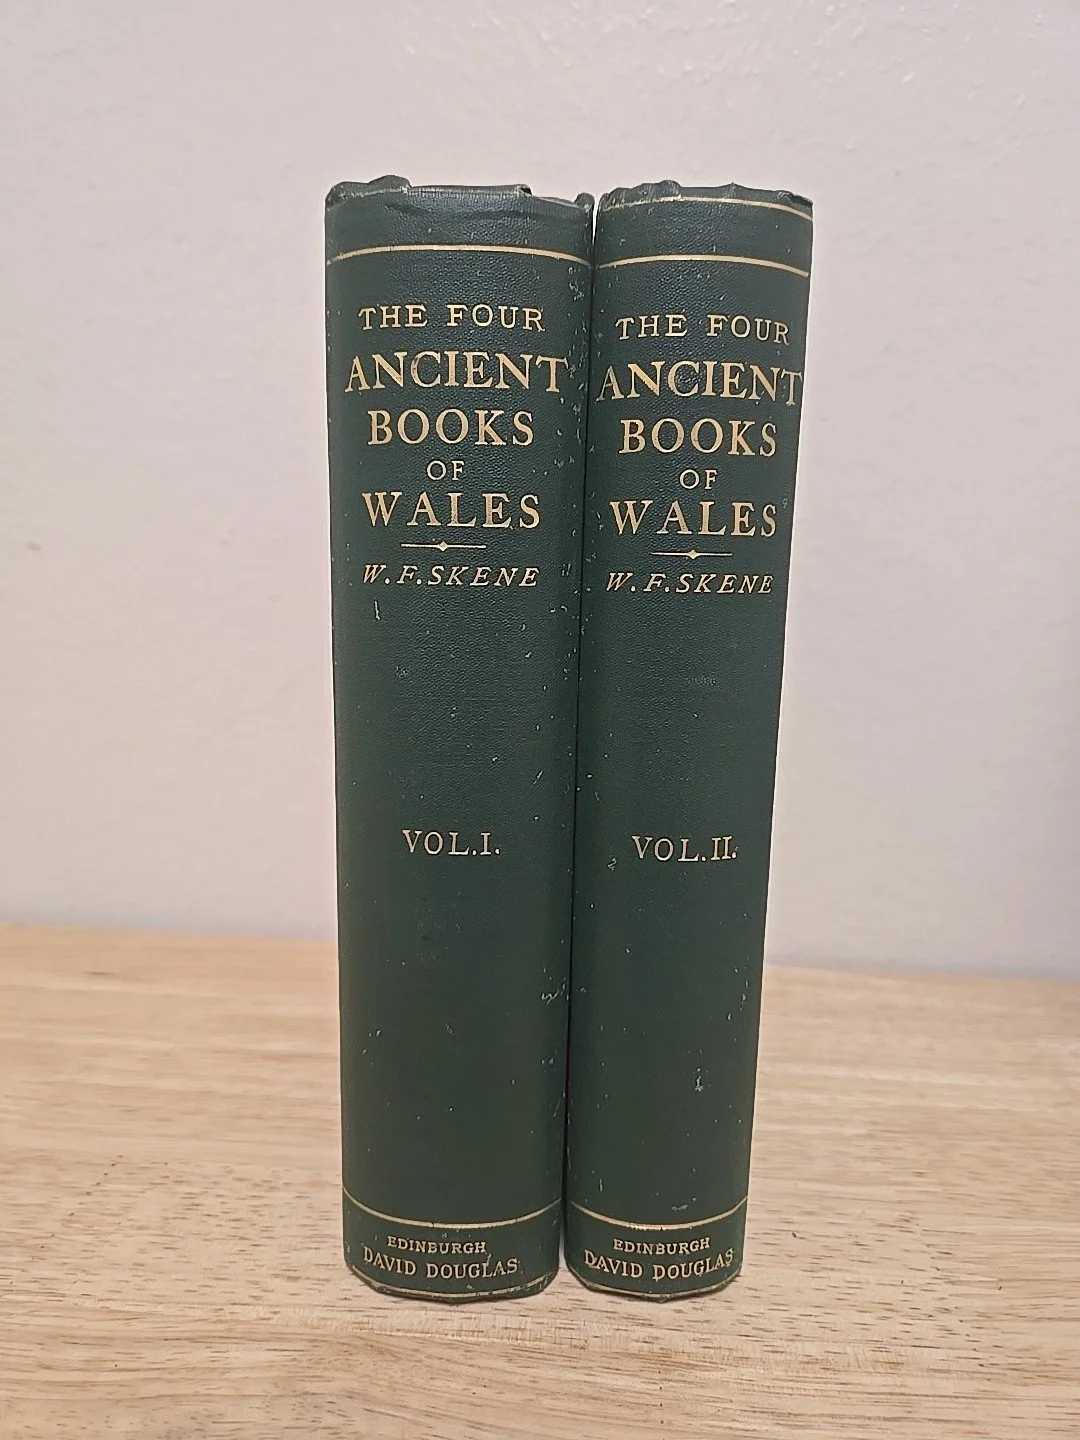 THE FOUR
ANCIENT
BOOKS
OF
WALES
W. F. SKENE
VOL. I.
EDINBURGH
DAVID DOUGLAS
THE FOUR
ANCIENT
BOOKS
OF
WALES
W. F. SKENE
VOL. II.
EDINBURGH
DAVID DOUGLAS